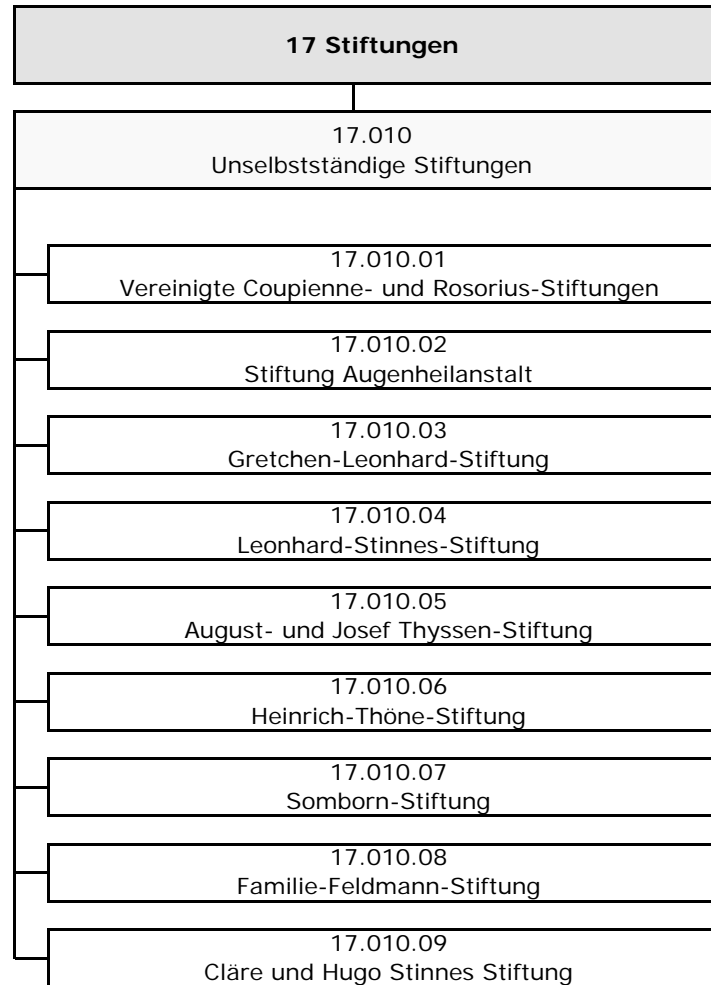 17 Stiftungen
17.010
Unselbstständige Stiftungen
17.010.01
Vereinigte Coupienne- und Rosorius-Stiftungen
17.010.02
Stiftung Augenheilanstalt
17.010.03
Gretchen-Leonhard-Stiftung
17.010.04
Leonhard-Stinnes-Stiftung
17.010.05
August- und Josef Thyssen-Stiftung
17.010.06
Heinrich-Thöne-Stiftung
17.010.07
Somborn-Stiftung
17.010.08
Familie-Feldmann-Stiftung
17.010.09
Cläre und Hugo Stinnes Stiftung